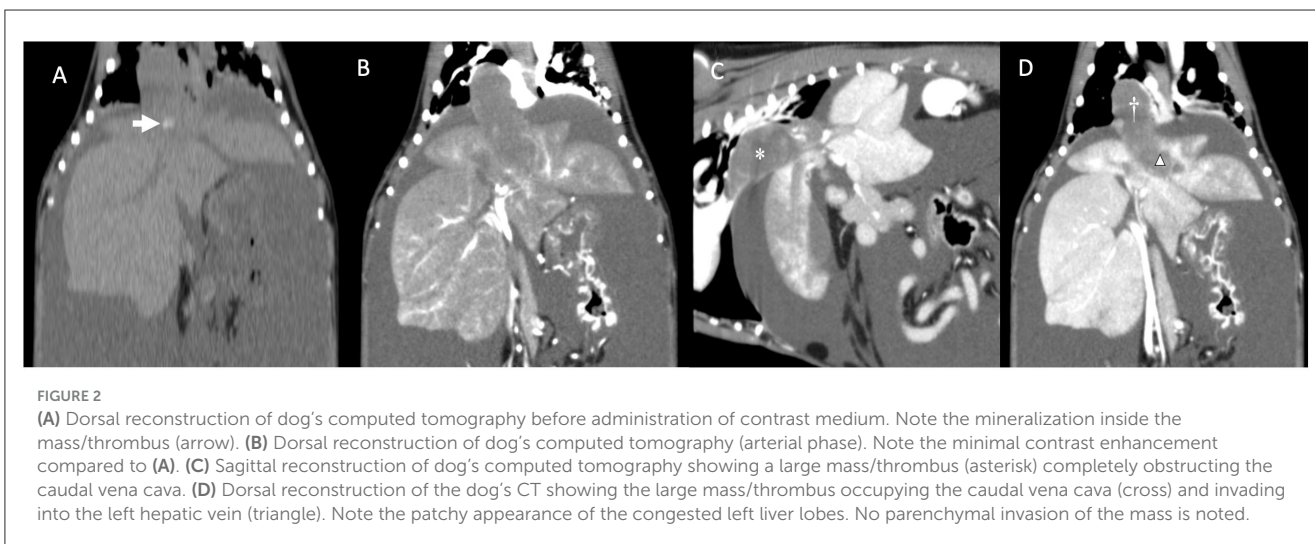 A
B
C
D
*
†
FIGURE 2
(A) Dorsal reconstruction of dog's computed tomography before administration of contrast medium. Note the mineralization inside the
mass/thrombus (arrow). (B) Dorsal reconstruction of dog's computed tomography (arterial phase). Note the minimal contrast enhancement
compared to (A). (C) Sagittal reconstruction of dog's computed tomography showing a large mass/thrombus (asterisk) completely obstructing the
caudal vena cava. (D) Dorsal reconstruction of the dog's CT showing the large mass/thrombus occupying the caudal vena cava (cross) and invading
into the left hepatic vein (triangle). Note the patchy appearance of the congested left liver lobes. No parenchymal invasion of the mass is noted.